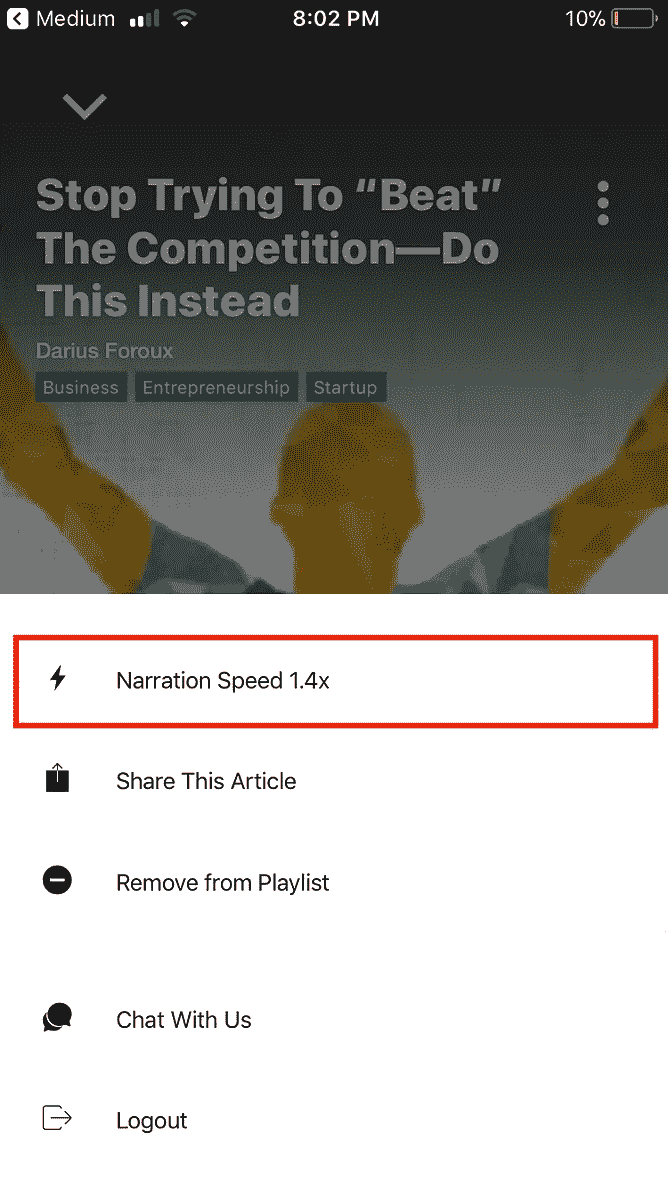 Medium 8:02 PM 10%
Stop Trying To “Beat”
The Competition—Do
This Instead
Darius Foroux
Business Entrepreneurship Startup
Narration Speed 1.4x
Share This Article
Remove from Playlist
Chat With Us
Logout